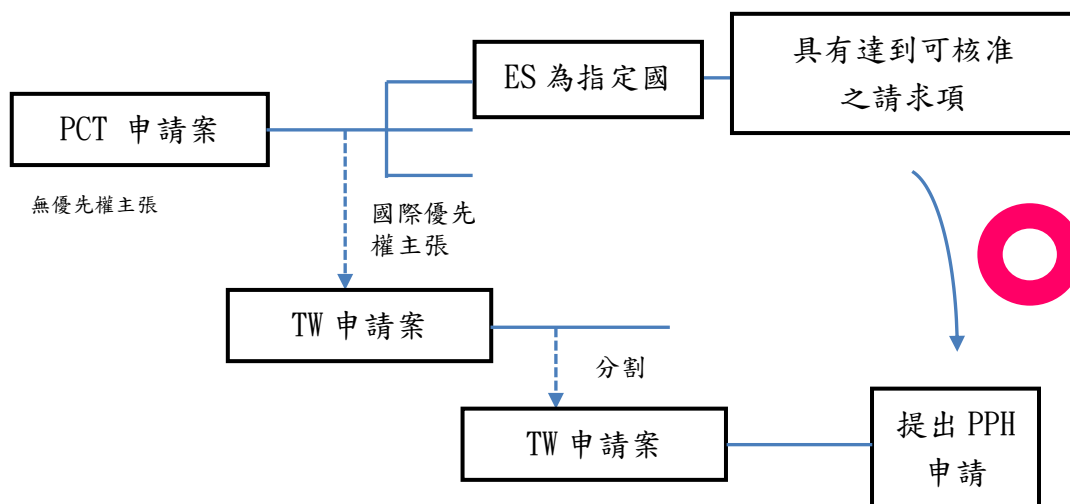 ES 為指定國
具有達到可核准
之請求項
PCT 申請案
無優先權主張
國際優先
權主張
TW 申請案
分割
TW 申請案
提出 PPH
申請